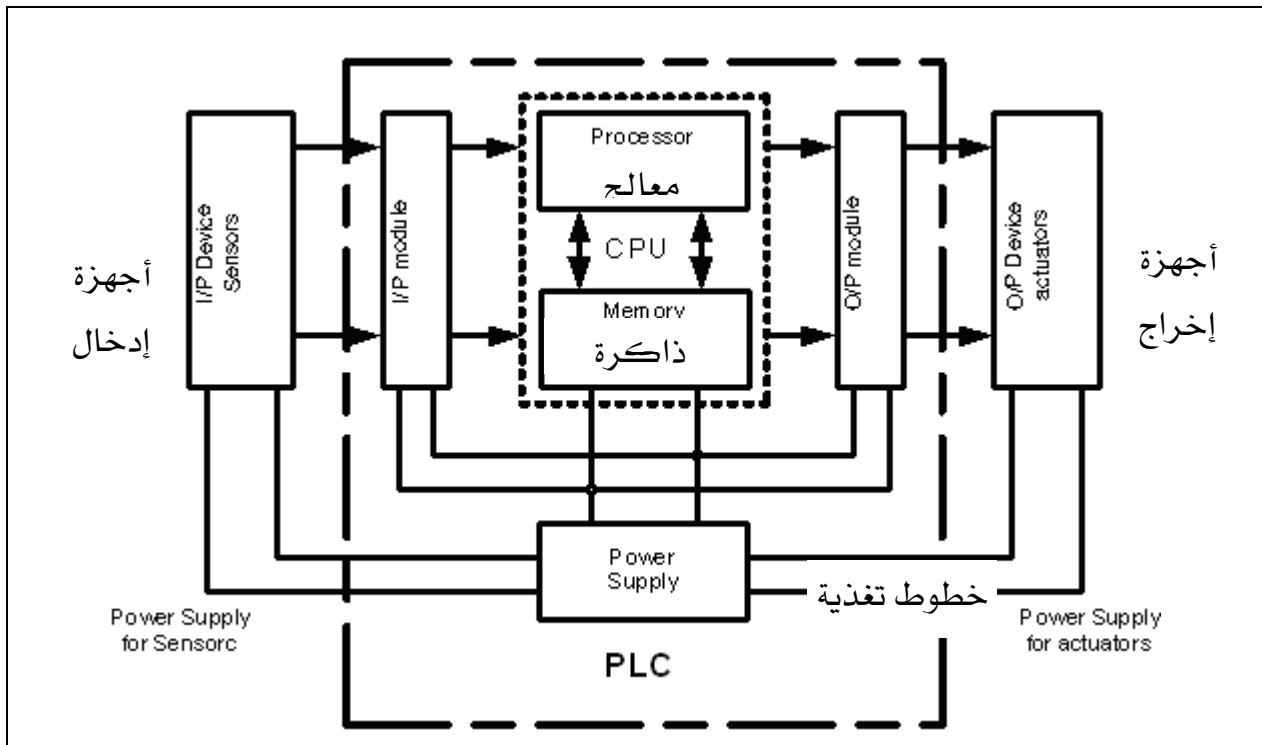 أجهزة
إدخال
I/P Device
Sensors
I/P module
Processor
معالج
CPU
Memory
ذاكرة
O/P module
O/P Device
actuators
أجهزة
إخراج
Power
Supply
خطوط تغذية
Power Supply
for Sensorc
Power Supply
for actuators
PLC